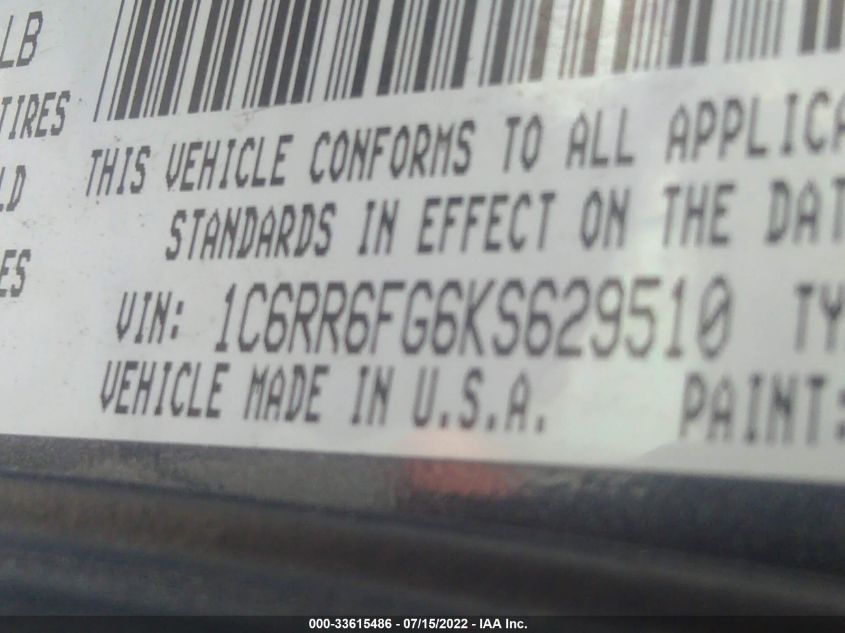 LB
TIRES
THIS VEHICLE CONFORMS TO ALL APPLICA
LD
STANDARDS IN EFFECT ON THE DAT
ES
VIN: 1C6RR6FG6KS629510 TY
VEHICLE MADE IN U.S.A. PAINT:
000-33615486 - 07/15/2022 - IAA Inc.